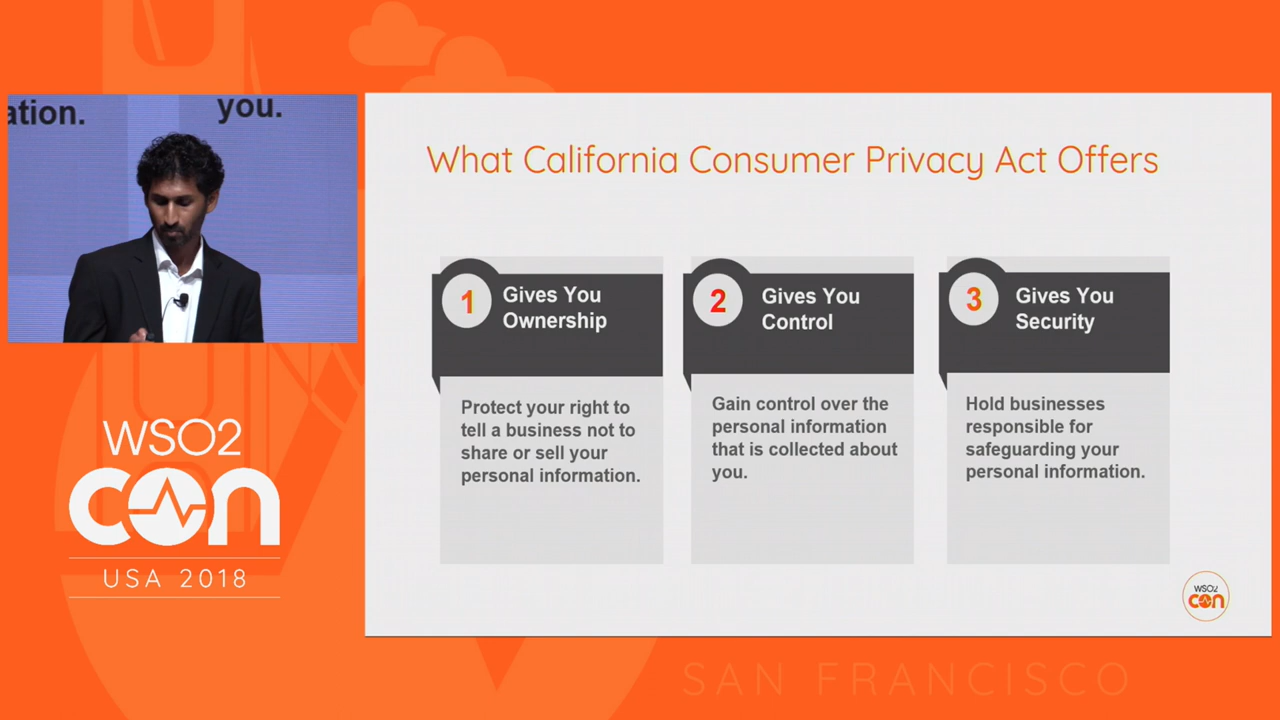 ation.
you.
What California Consumer Privacy Act Offers
1
Gives You
Ownership
Protect your right to
tell a business not to
share or sell your
personal information.
2
Gives You
Control
Gain control over the
personal information
that is collected about
you.
3
Gives You
Security
Hold businesses
responsible for
safeguarding your
personal information.
WSO2
con
USA 2018
WSO2
con
SAN FRANCISCO